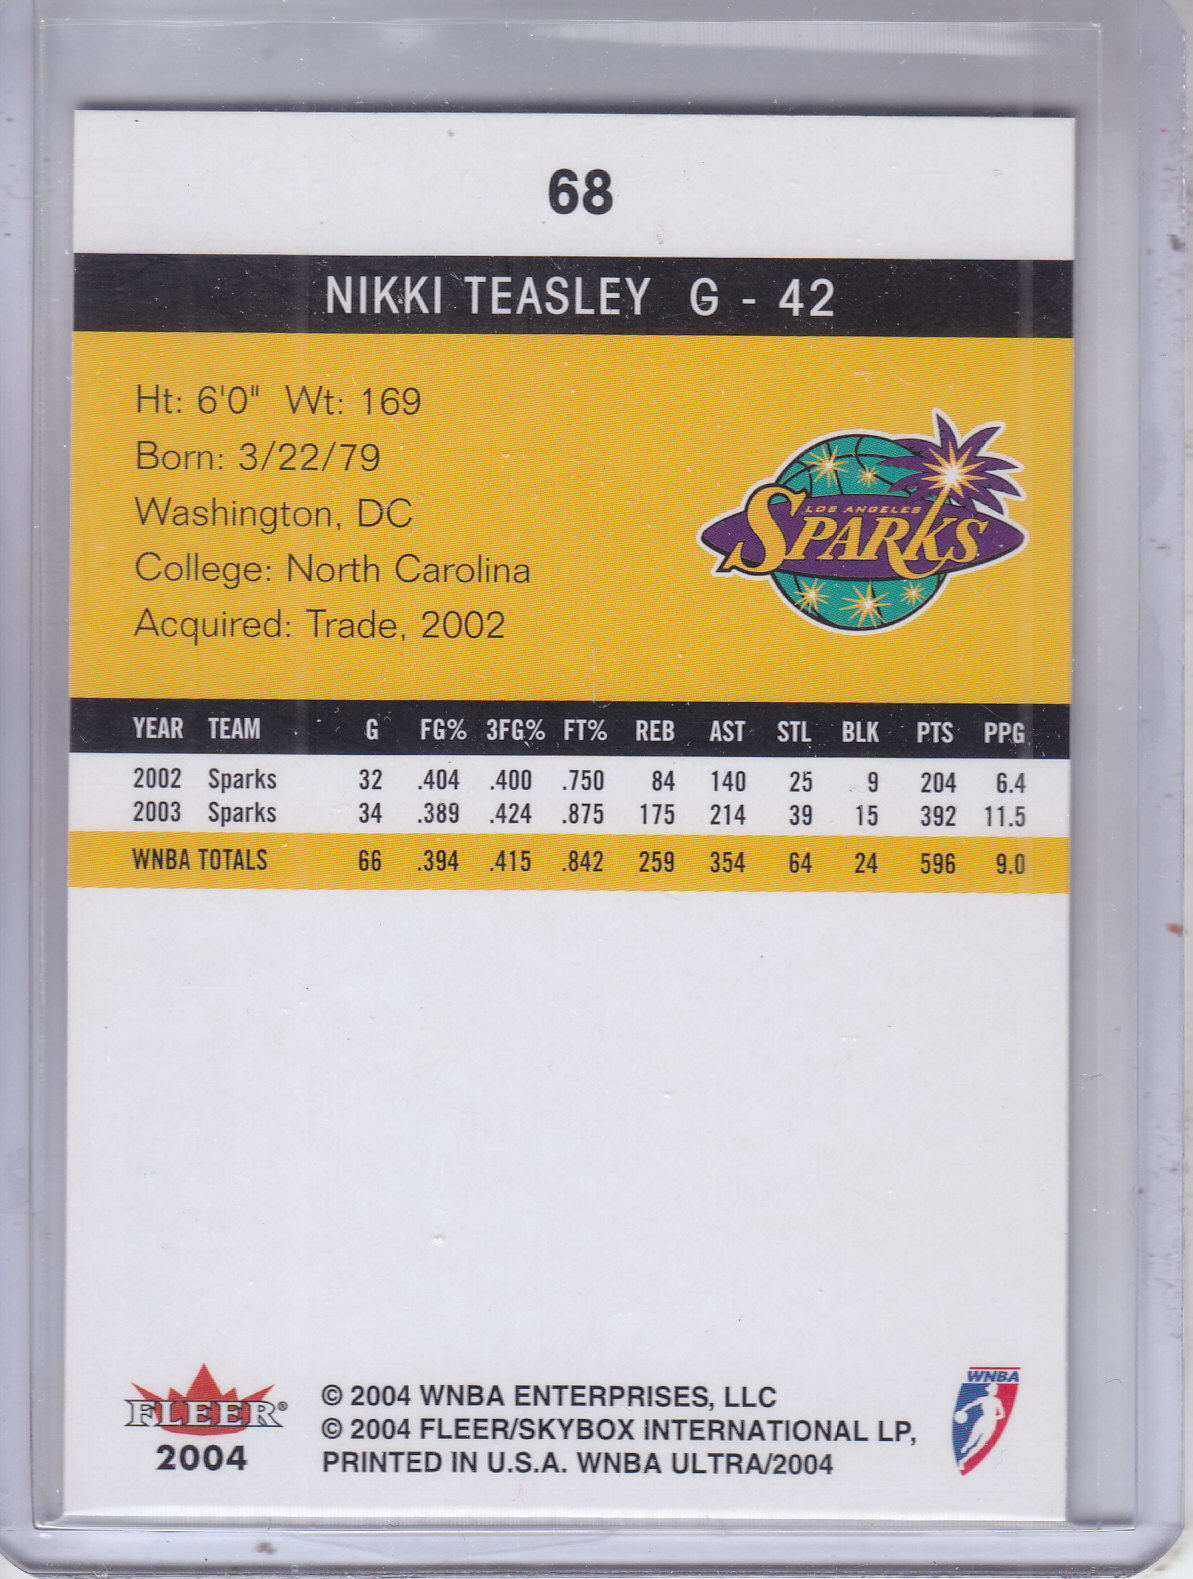 68
NIKKI TEASLEY G - 42
Ht: 6'0" Wt: 169
Born: 3/22/79
Washington, DC
College: North Carolina
Acquired: Trade, 2002
LOS ANGELES
SPARKS
YEAR TEAM G FG% 3FG% FT% REB AST STL BLK PTS PPG
2002 Sparks 32 .404 .400 .750 84 140 25 9 204 6.4
2003 Sparks 34 .389 .424 .875 175 214 39 15 392 11.5
WNBA TOTALS 66 .394 .415 .842 259 354 64 24 596 9.0
FLEER®
2004
© 2004 WNBA ENTERPRISES, LLC
© 2004 FLEER/SKYBOX INTERNATIONAL LP,
PRINTED IN U.S.A. WNBA ULTRA/2004
WNBA